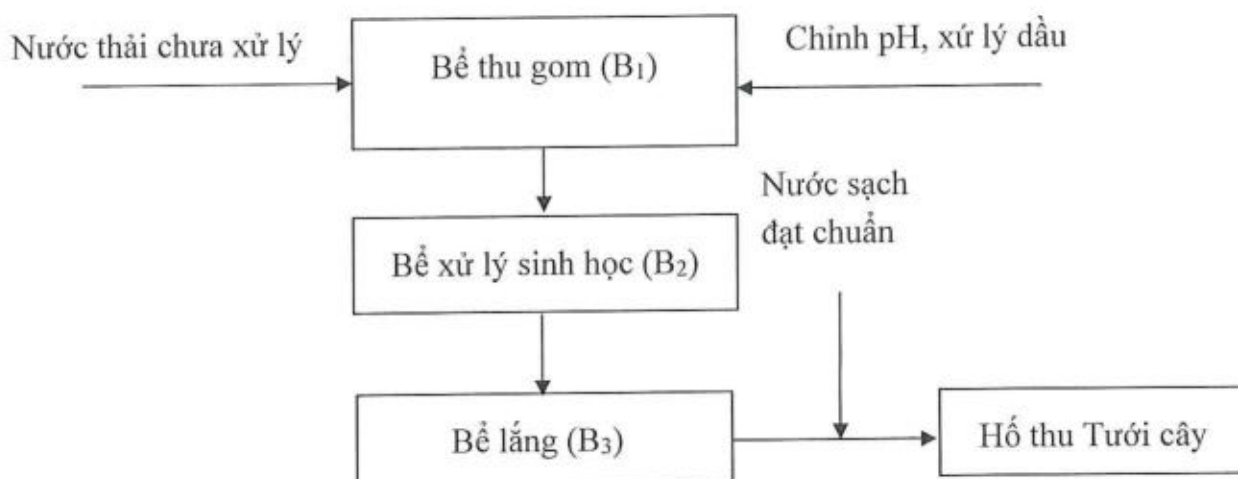 Nước thải chưa xử lý
Bể thu gom (B₁)
Chỉnh pH, xứ lý dầu
Nước sạch
đạt chuẩn
Bể xử lý sinh học (B₂)
Bể lắng (B₃)
Hố thu Tưới cây